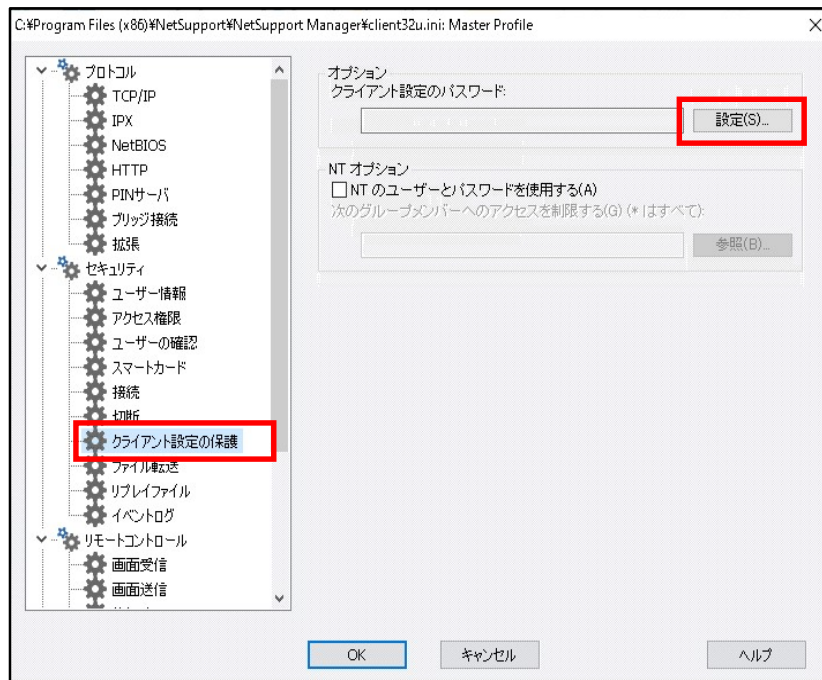 C:¥Program Files (x86)¥NetSupport¥NetSupport Manager¥client32u.ini: Master Profile
プロトコル
TCP/IP
IPX
NetBIOS
HTTP
PINサーバ
ブリッジ接続
拡張
セキュリティ
ユーザー情報
アクセス権限
ユーザーの確認
スマートカード
接続
切断
クライアント設定の保護
ファイル転送
リプレイファイル
イベントログ
リモートコントロール
画面受信
画面送信
オプション
クライアント設定のパスワード:
設定(S)...
NT オプション
NT のユーザーとパスワードを使用する(A)
次のグループメンバーへのアクセスを制限する(G) (* はすべて):
参照(B)...
OK
キャンセル
ヘルプ